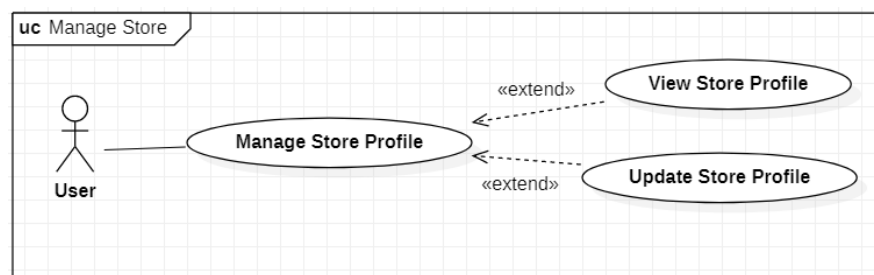 uc Manage Store
«extend»
View Store Profile
Manage Store Profile
«extend»
Update Store Profile
User